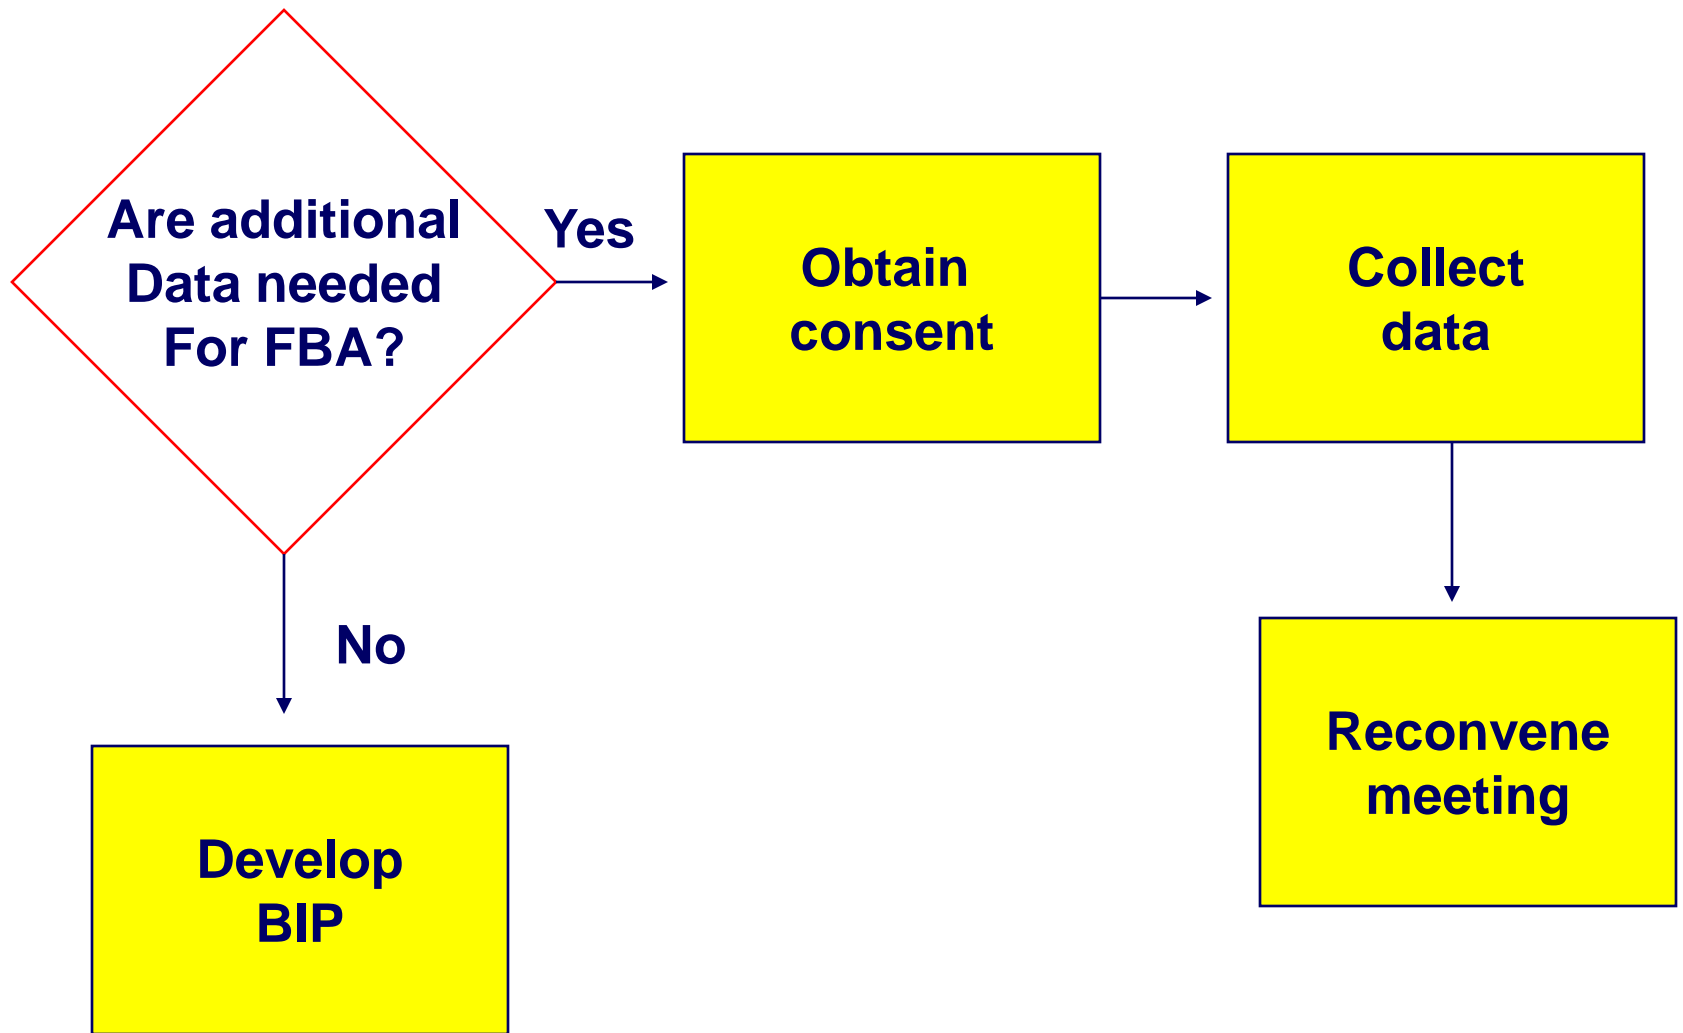 Are additional
Data needed
For FBA?
Yes
Obtain
consent
Collect
data
No
Reconvene
meeting
Develop
BIP